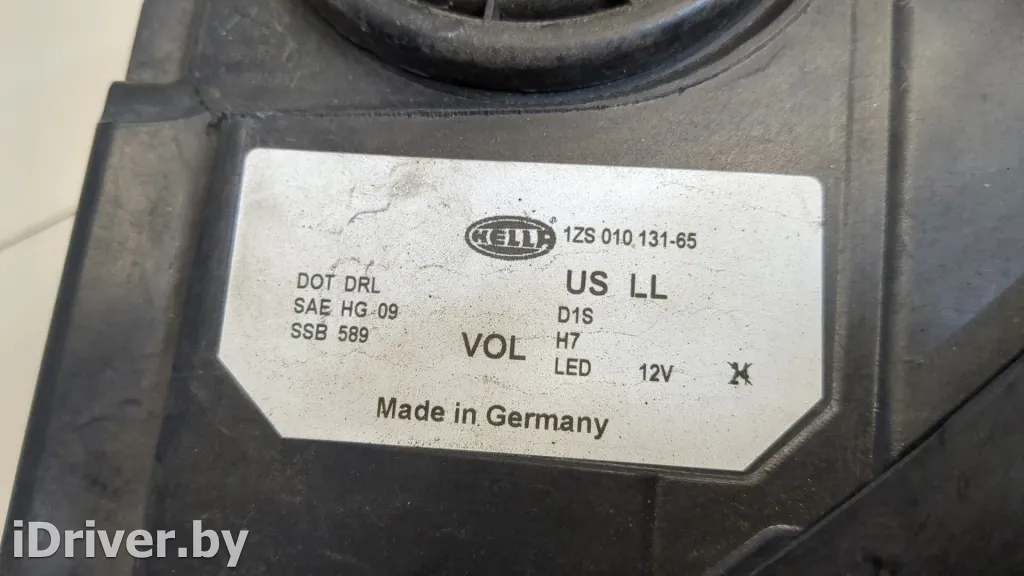 HELLA ® 1ZS 010 131-65
US LL
DOT DRL
SAE HG 09
SSB 589
VOL
D1S
H7
LED 12V
Made in Germany
iDriver.by